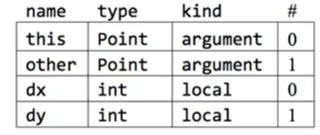 name type kind #
this Point argument 0
other Point argument 1
dx int local 0
dy int local 1